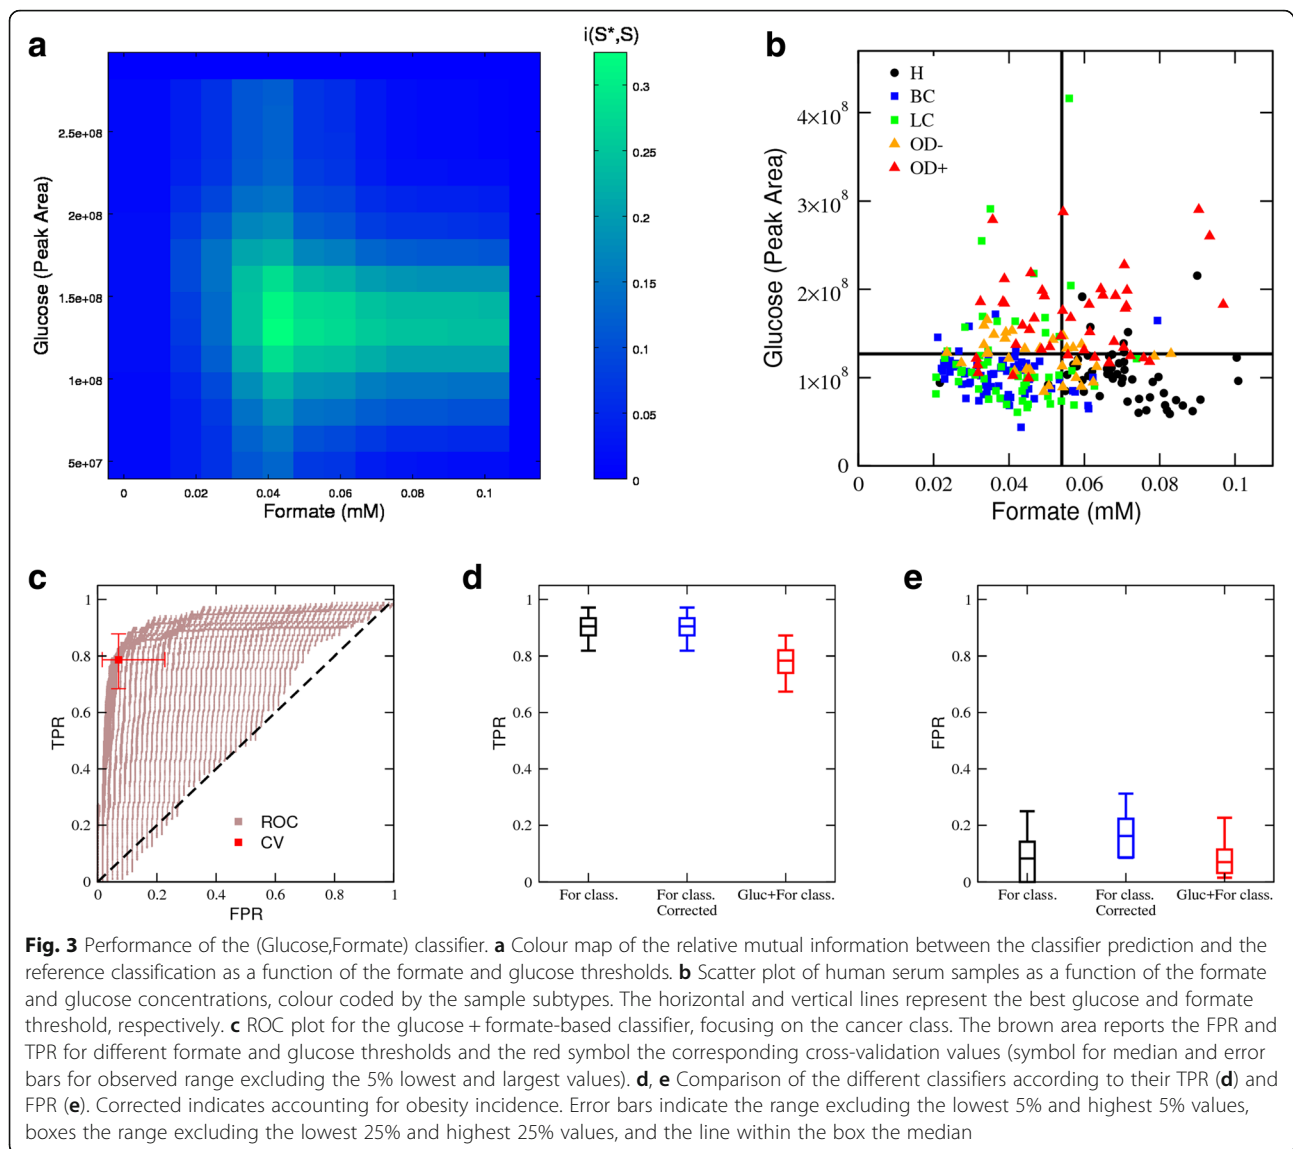 a
i(S*,S)
Glucose (Peak Area)
2.5e+08
2e+08
1.5e+08
1e+08
5e+07
0 0.02 0.04 0.06 0.08 0.1
Formate (mM)
0.3
0.25
0.2
0.15
0.1
0.05
0
b
H
BC
LC
OD-
OD+
Glucose (Peak Area)
4×10⁸
3×10⁸
2×10⁸
1×10⁸
0
0 0.02 0.04 0.06 0.08 0.1
Formate (mM)
c
TPR
1
0.8
0.6
0.4
0.2
0
ROC
CV
0 0.2 0.4 0.6 0.8 1
FPR
d
TPR
1
0.8
0.6
0.4
0.2
0
For class. For class. Gluc+For class.
Corrected
e
FPR
1
0.8
0.6
0.4
0.2
0
For class. For class. Gluc+For class.
Corrected
Fig. 3 Performance of the (Glucose,Formate) classifier. a Colour map of the relative mutual information between the classifier prediction and the
reference classification as a function of the formate and glucose thresholds. b Scatter plot of human serum samples as a function of the formate
and glucose concentrations, colour coded by the sample subtypes. The horizontal and vertical lines represent the best glucose and formate
threshold, respectively. c ROC plot for the glucose + formate-based classifier, focusing on the cancer class. The brown area reports the FPR and
TPR for different formate and glucose thresholds and the red symbol the corresponding cross-validation values (symbol for median and error
bars for observed range excluding the 5% lowest and largest values). d, e Comparison of the different classifiers according to their TPR (d) and
FPR (e). Corrected indicates accounting for obesity incidence. Error bars indicate the range excluding the lowest 5% and highest 5% values,
boxes the range excluding the lowest 25% and highest 25% values, and the line within the box the median